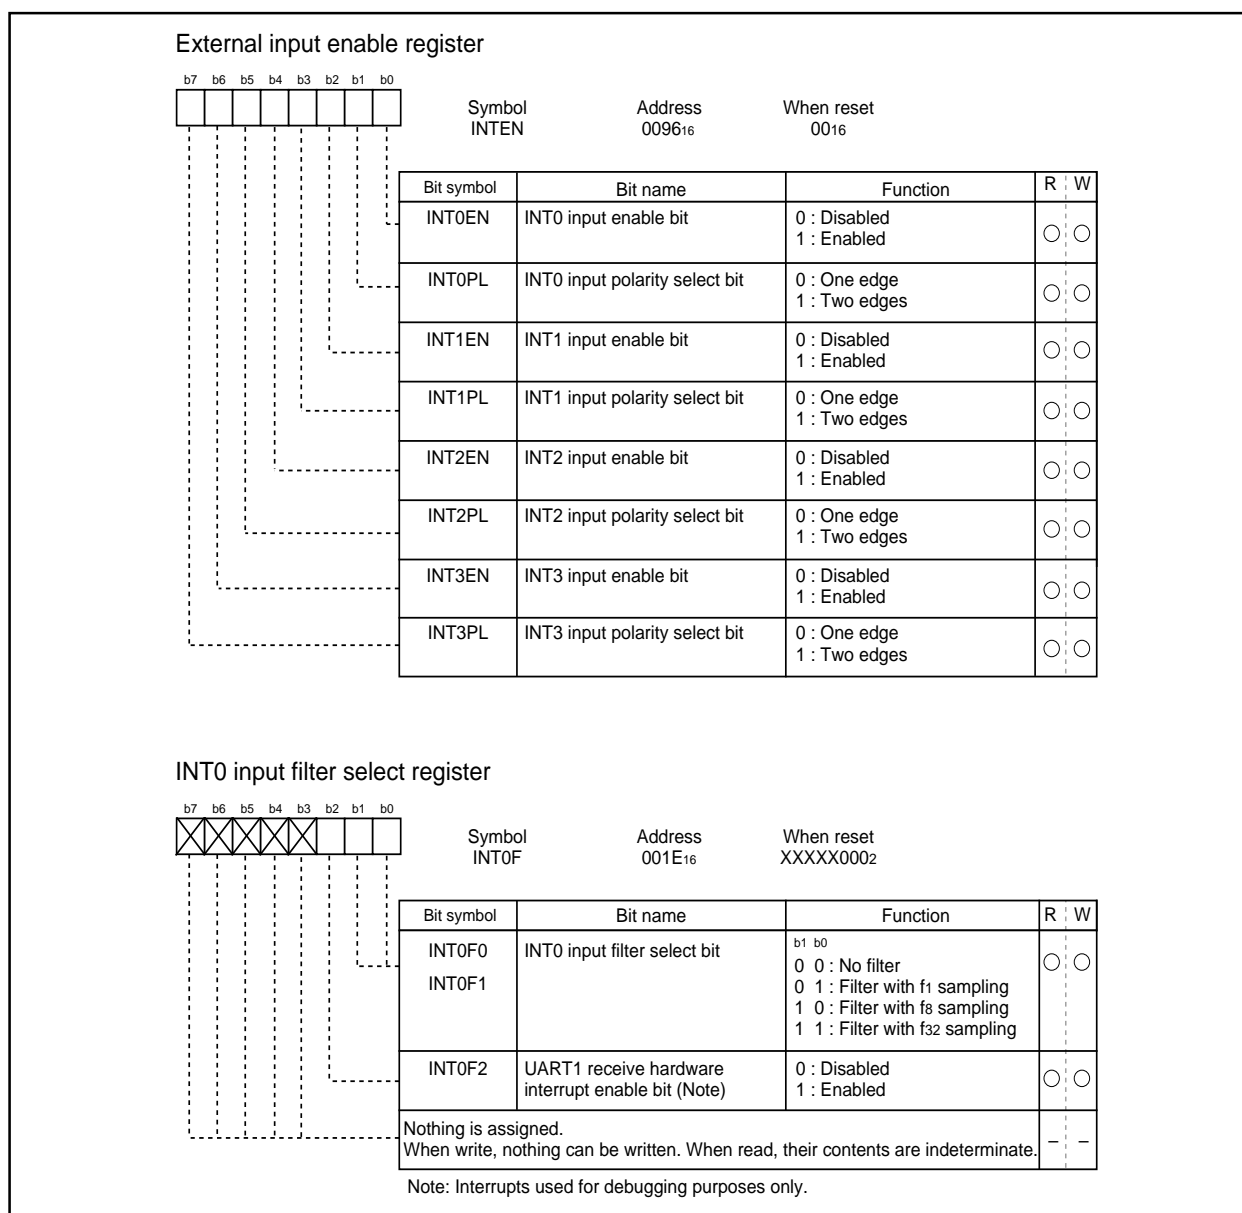 External input enable register
b7 b6 b5 b4 b3 b2 b1 b0
Symbol Address When reset
INTEN 009616 0016
Bit symbol Bit name Function R W
INT0EN INT0 input enable bit 0 : Disabled
1 : Enabled
INT0PL INT0 input polarity select bit 0 : One edge
1 : Two edges
INT1EN INT1 input enable bit 0 : Disabled
1 : Enabled
INT1PL INT1 input polarity select bit 0 : One edge
1 : Two edges
INT2EN INT2 input enable bit 0 : Disabled
1 : Enabled
INT2PL INT2 input polarity select bit 0 : One edge
1 : Two edges
INT3EN INT3 input enable bit 0 : Disabled
1 : Enabled
INT3PL INT3 input polarity select bit 0 : One edge
1 : Two edges
INT0 input filter select register
b7 b6 b5 b4 b3 b2 b1 b0
Symbol Address When reset
INT0F 001E16 XXXXX0002
Bit symbol Bit name Function R W
INT0F0 INT0 input filter select bit b1 b0
0 0 : No filter
INT0F1 0 1 : Filter with f1 sampling
1 0 : Filter with f8 sampling
1 1 : Filter with f32 sampling
INT0F2 UART1 receive hardware 0 : Disabled
interrupt enable bit (Note) 1 : Enabled
Nothing is assigned.
When write, nothing can be written. When read, their contents are indeterminate. – –
Note: Interrupts used for debugging purposes only.